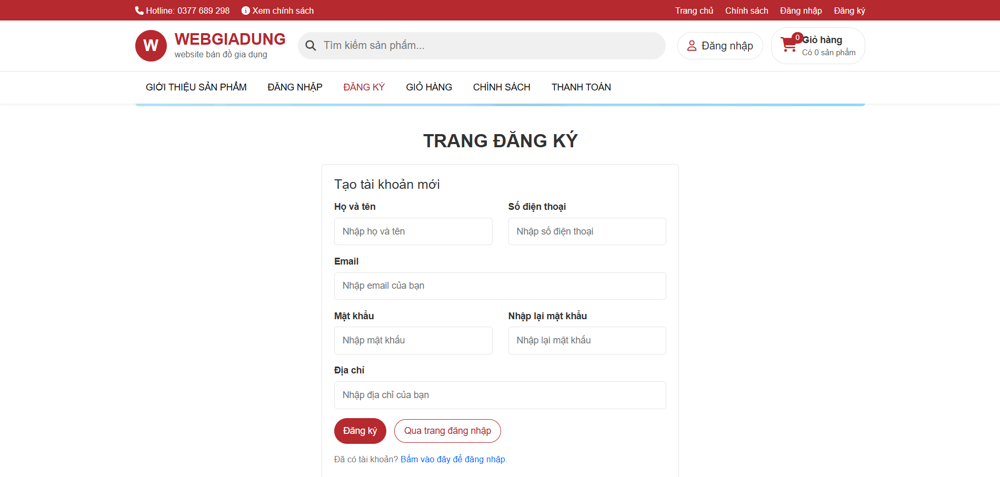 Hotline: 0377 689 298 Xem chính sách Trang chủ Chính sách Đăng nhập Đăng ký
W WEBGIADUNG
website bán đồ gia dụng
Tìm kiếm sản phẩm...
Đăng nhập
0 Giỏ hàng
Có 0 sản phẩm
GIỚI THIỆU SẢN PHẨM ĐĂNG NHẬP ĐĂNG KÝ GIỎ HÀNG CHÍNH SÁCH THANH TOÁN
TRANG ĐĂNG KÝ
Tạo tài khoản mới
Họ và tên Số điện thoại
Nhập họ và tên Nhập số điện thoại
Email
Nhập email của bạn
Mật khẩu Nhập lại mật khẩu
Nhập mật khẩu Nhập lại mật khẩu
Địa chỉ
Nhập địa chỉ của bạn
Đăng ký Qua trang đăng nhập
Đã có tài khoản? Bấm vào đây để đăng nhập.